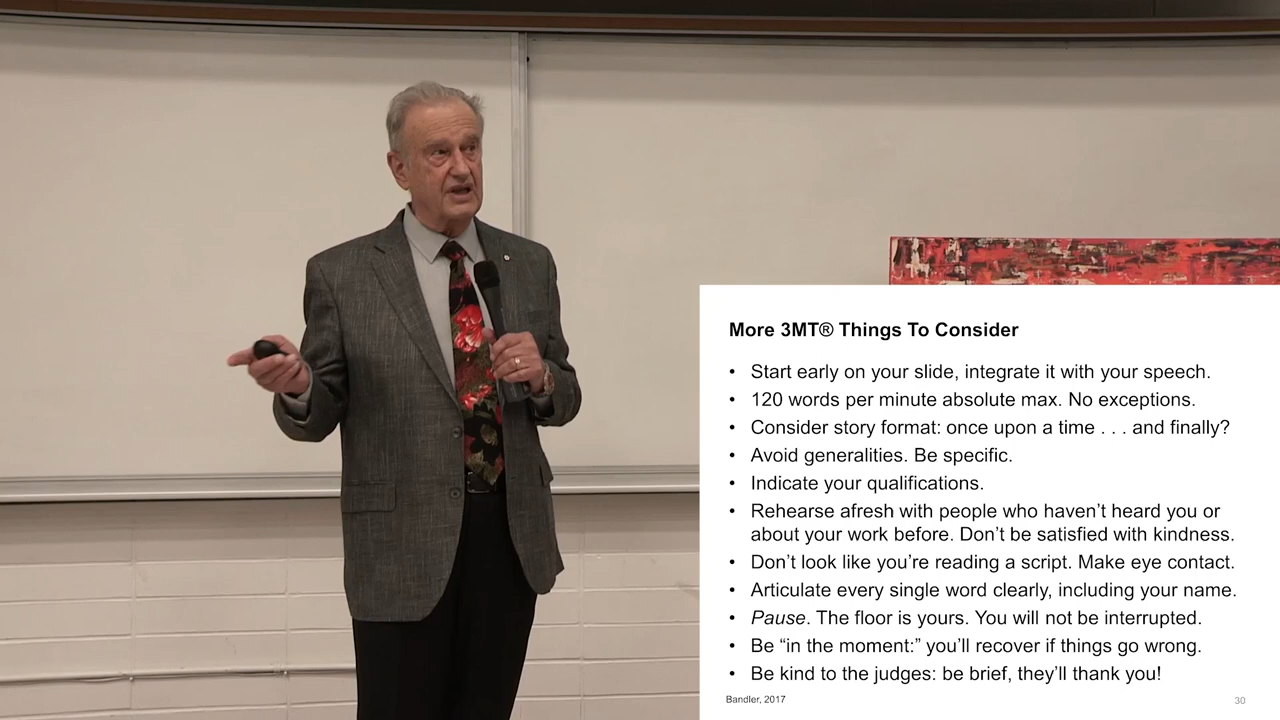 More 3MT® Things To Consider
• Start early on your slide, integrate it with your speech.
• 120 words per minute absolute max. No exceptions.
• Consider story format: once upon a time . . . and finally?
• Avoid generalities. Be specific.
• Indicate your qualifications.
• Rehearse afresh with people who haven’t heard you or
about your work before. Don’t be satisfied with kindness.
• Don’t look like you’re reading a script. Make eye contact.
• Articulate every single word clearly, including your name.
• Pause. The floor is yours. You will not be interrupted.
• Be “in the moment:” you’ll recover if things go wrong.
• Be kind to the judges: be brief, they’ll thank you!
Bandler, 2017
30